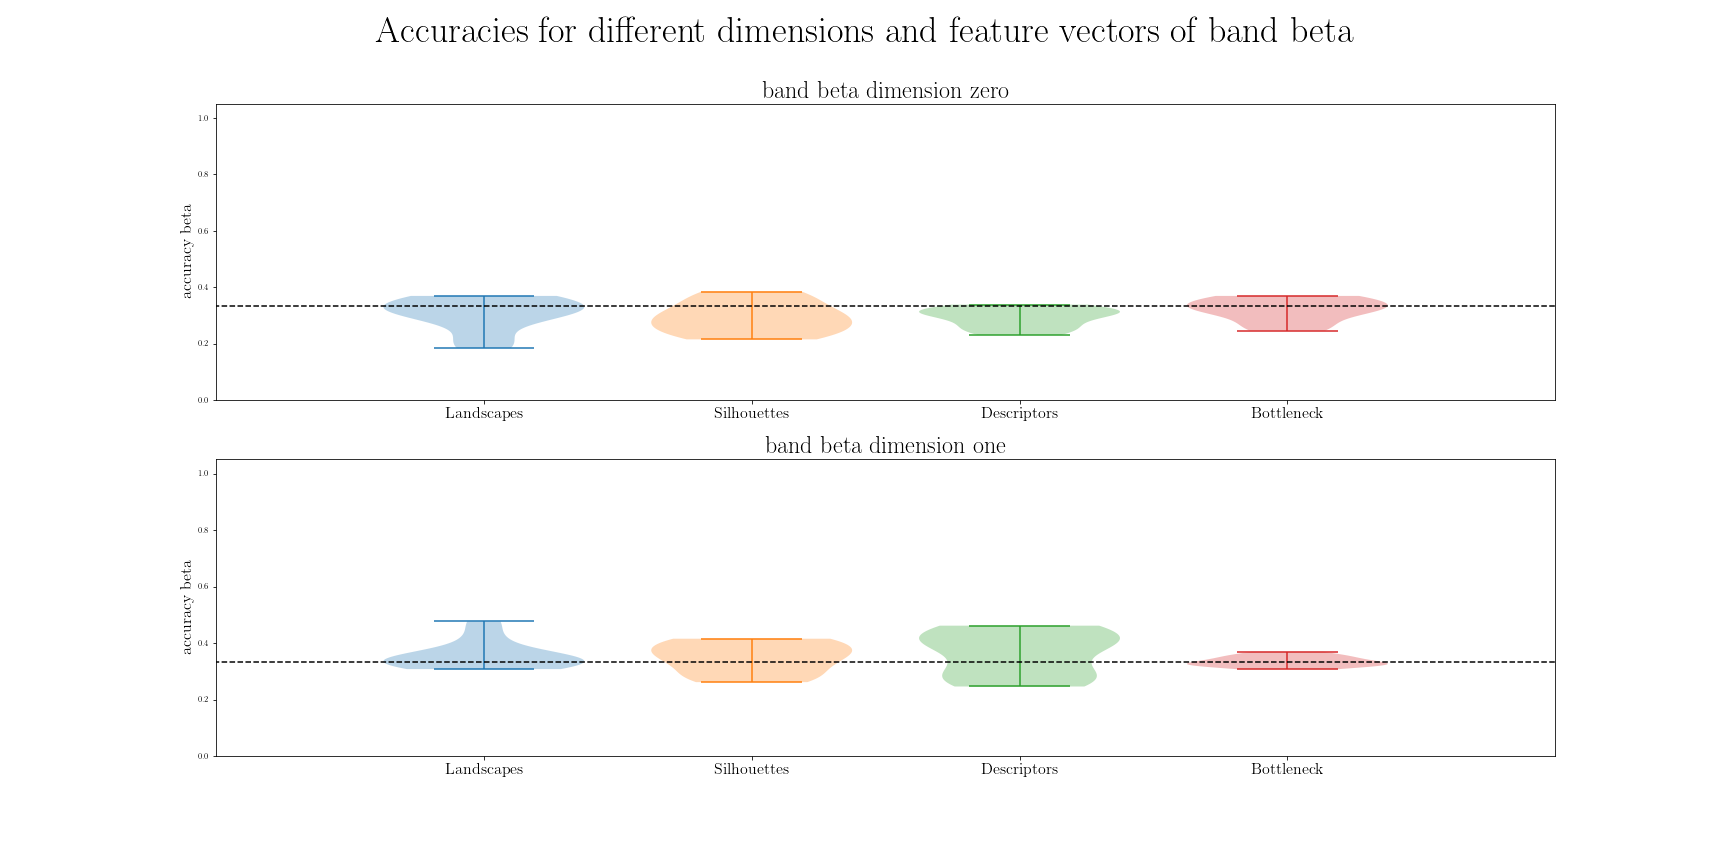 Accuracies for different dimensions and feature vectors of band beta
band beta dimension zero
1.0
0.8
0.6
0.4
0.2
0.0
accuracy beta
Landscapes Silhouettes Descriptors Bottleneck
band beta dimension one
1.0
0.8
0.6
0.4
0.2
0.0
accuracy beta
Landscapes Silhouettes Descriptors Bottleneck